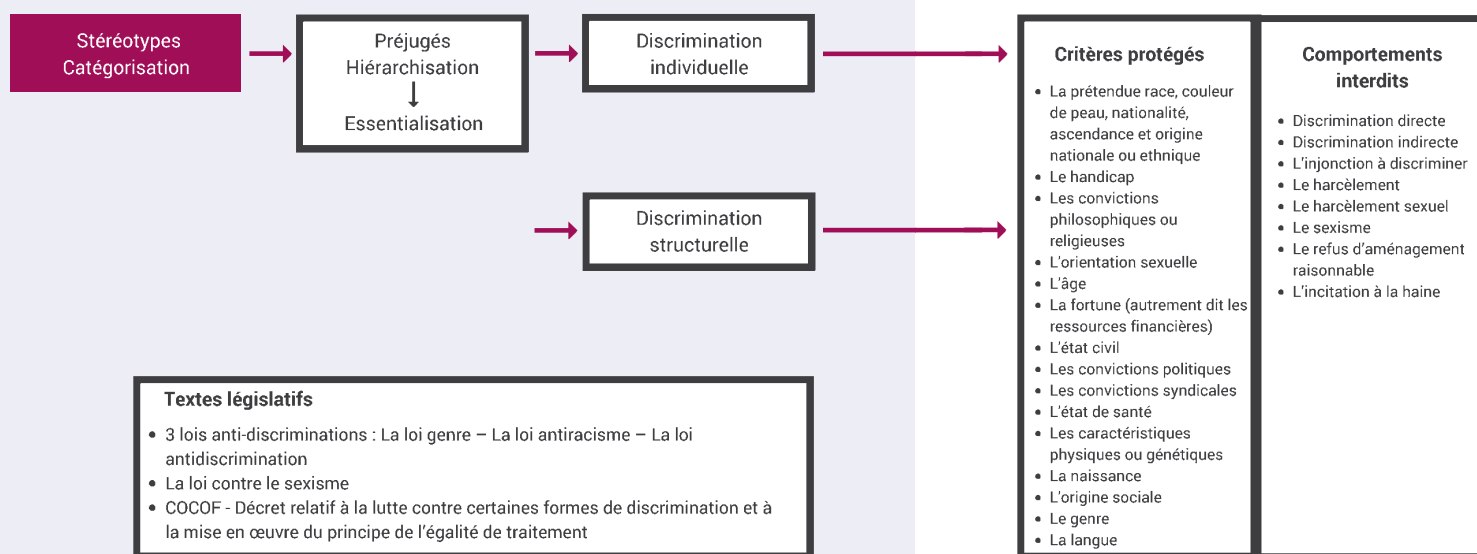 Stéréotypes
Catégorisation
Préjugés
Hiérarchisation
Essentialisation
Discrimination
individuelle
Discrimination
structurelle
Textes législatifs
• 3 lois anti-discriminations : La loi genre – La loi antiracisme – La loi
antidiscrimination
• La loi contre le sexisme
• COCOF - Décret relatif à la lutte contre certaines formes de discrimination et à
la mise en œuvre du principe de l’égalité de traitement
Critères protégés
• La prétendue race, couleur
de peau, nationalité,
ascendance et origine
nationale ou ethnique
• Le handicap
• Les convictions
philosophiques ou
religieuses
• L’orientation sexuelle
• L’âge
• La fortune (autrement dit les
ressources financières)
• L’état civil
• Les convictions politiques
• Les convictions syndicales
• L’état de santé
• Les caractéristiques
physiques ou génétiques
• La naissance
• L’origine sociale
• Le genre
• La langue
Comportements
interdits
• Discrimination directe
• Discrimination indirecte
• L’injonction à discriminer
• Le harcèlement
• Le harcèlement sexuel
• Le sexisme
• Le refus d’aménagement
raisonnable
• L’incitation à la haine